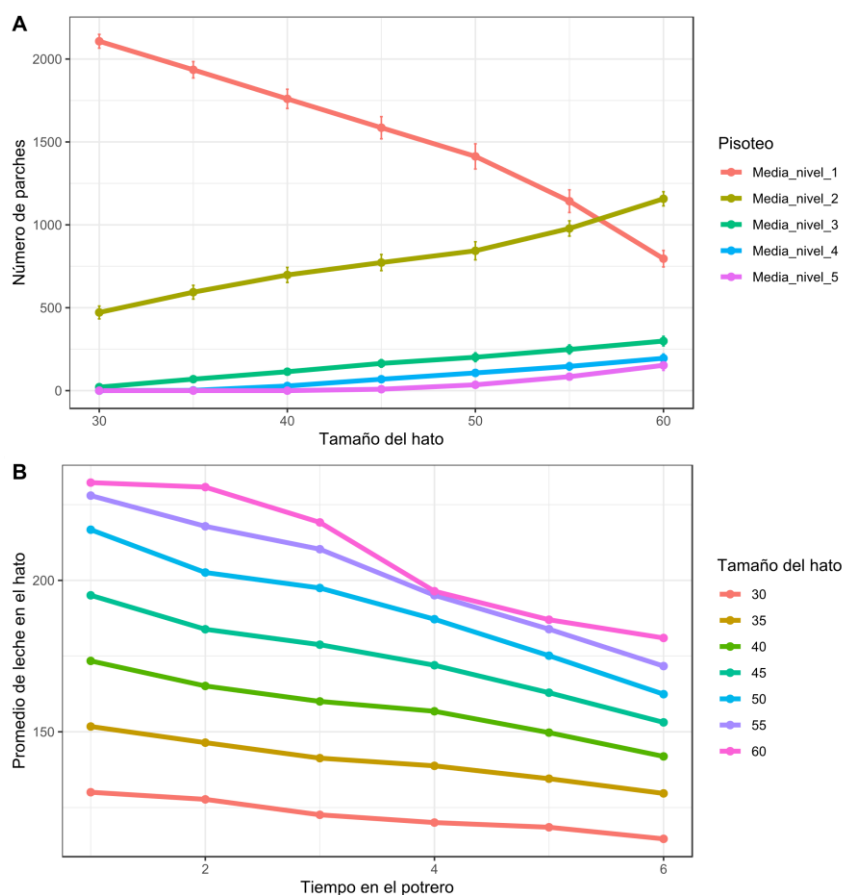 A
Número de parches
2000
1500
1000
500
0
30
40
50
60
Tamaño del hato
Pisoteo
Media_nivel_1
Media_nivel_2
Media_nivel_3
Media_nivel_4
Media_nivel_5
B
Promedio de leche en el hato
200
150
2
4
6
Tiempo en el potrero
Tamaño del hato
30
35
40
45
50
55
60